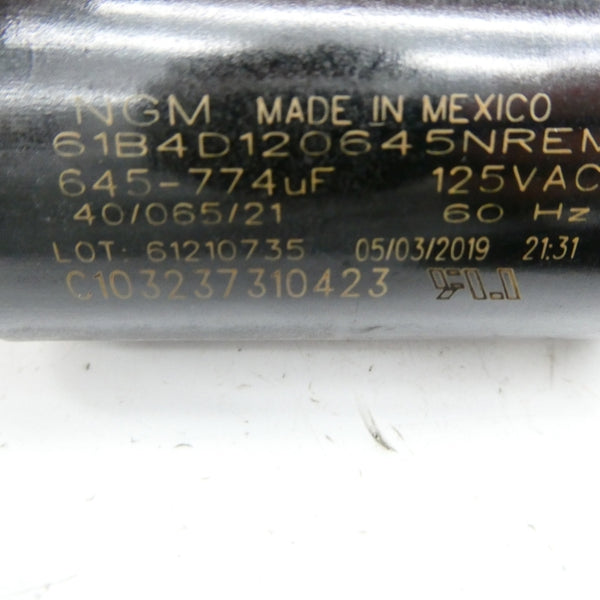 NGM MADE IN MEXICO
61B4D120645NREM
645-774uF 125VAC
40/065/21 60 Hz
LOT: 61210735 05/03/2019 21:31
C103237310423